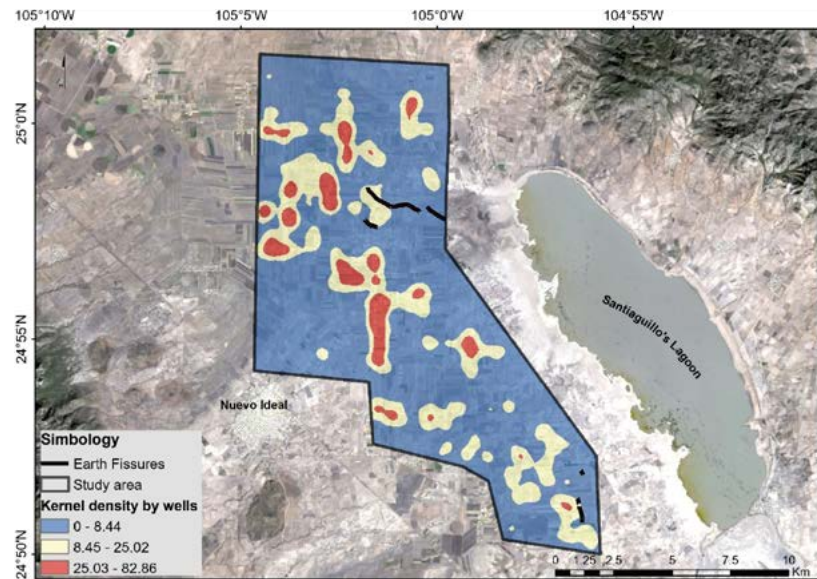 105°10'W
105°5'W
105°0'W
104°55'W
25°0'N
24°55'N
24°50'N
Santiaguillo's Lagoon
Nuevo Ideal
Simbology
Earth Fissures
Study area
Kernel density by wells
0 - 8.44
8.45 - 25.02
25.03 - 82.86
0 1.25 2.5 5 7.5 10
Km